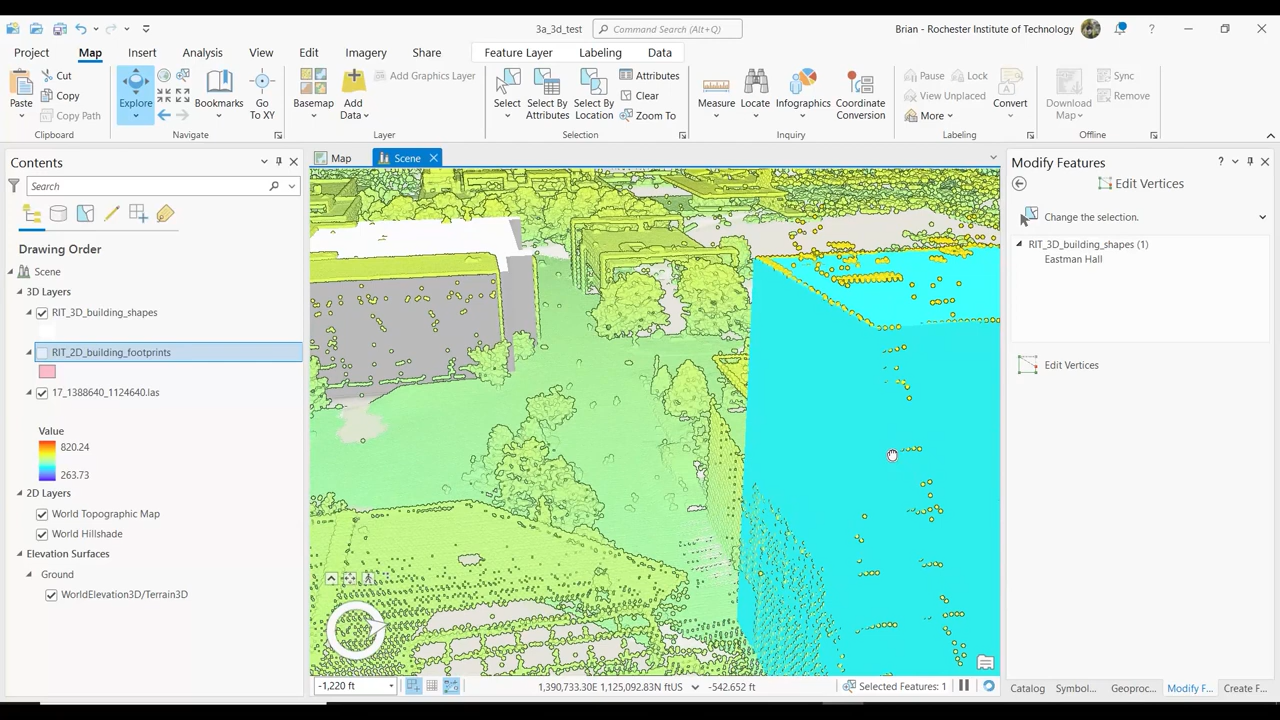 3a_3d_test
Command Search (Alt+Q)
Brian - Rochester Institute of Technology
?
Project
Map
Insert
Analysis
View
Edit
Imagery
Share
Feature Layer
Labeling
Data
Paste
Cut
Copy
Copy Path
Clipboard
Explore
Bookmarks
Go
To XY
Navigate
Basemap
Add
Data
Add Graphics Layer
Layer
Select
Select By
Attributes
Select By
Location
Attributes
Clear
Zoom To
Selection
Measure
Locate
Infographics
Coordinate
Conversion
Inquiry
Pause
Lock
View Unplaced
More
Convert
Labeling
Download
Map
Sync
Remove
Offline
Contents
Search
Drawing Order
Scene
3D Layers
RIT_3D_building_shapes
RIT_2D_building_footprints
17_1388640_1124640.las
Value
820.24
263.73
2D Layers
World Topographic Map
World Hillshade
Elevation Surfaces
Ground
WorldElevation3D/Terrain3D
Map
Scene
-1,220 ft
1,390,733.30E 1,125,092.83N ftUS
-542.652 ft
Selected Features: 1
Modify Features
?
Edit Vertices
Change the selection.
RIT_3D_building_shapes (1)
Eastman Hall
Edit Vertices
Catalog
Symbol...
Geoproc...
Modify F...
Create F...